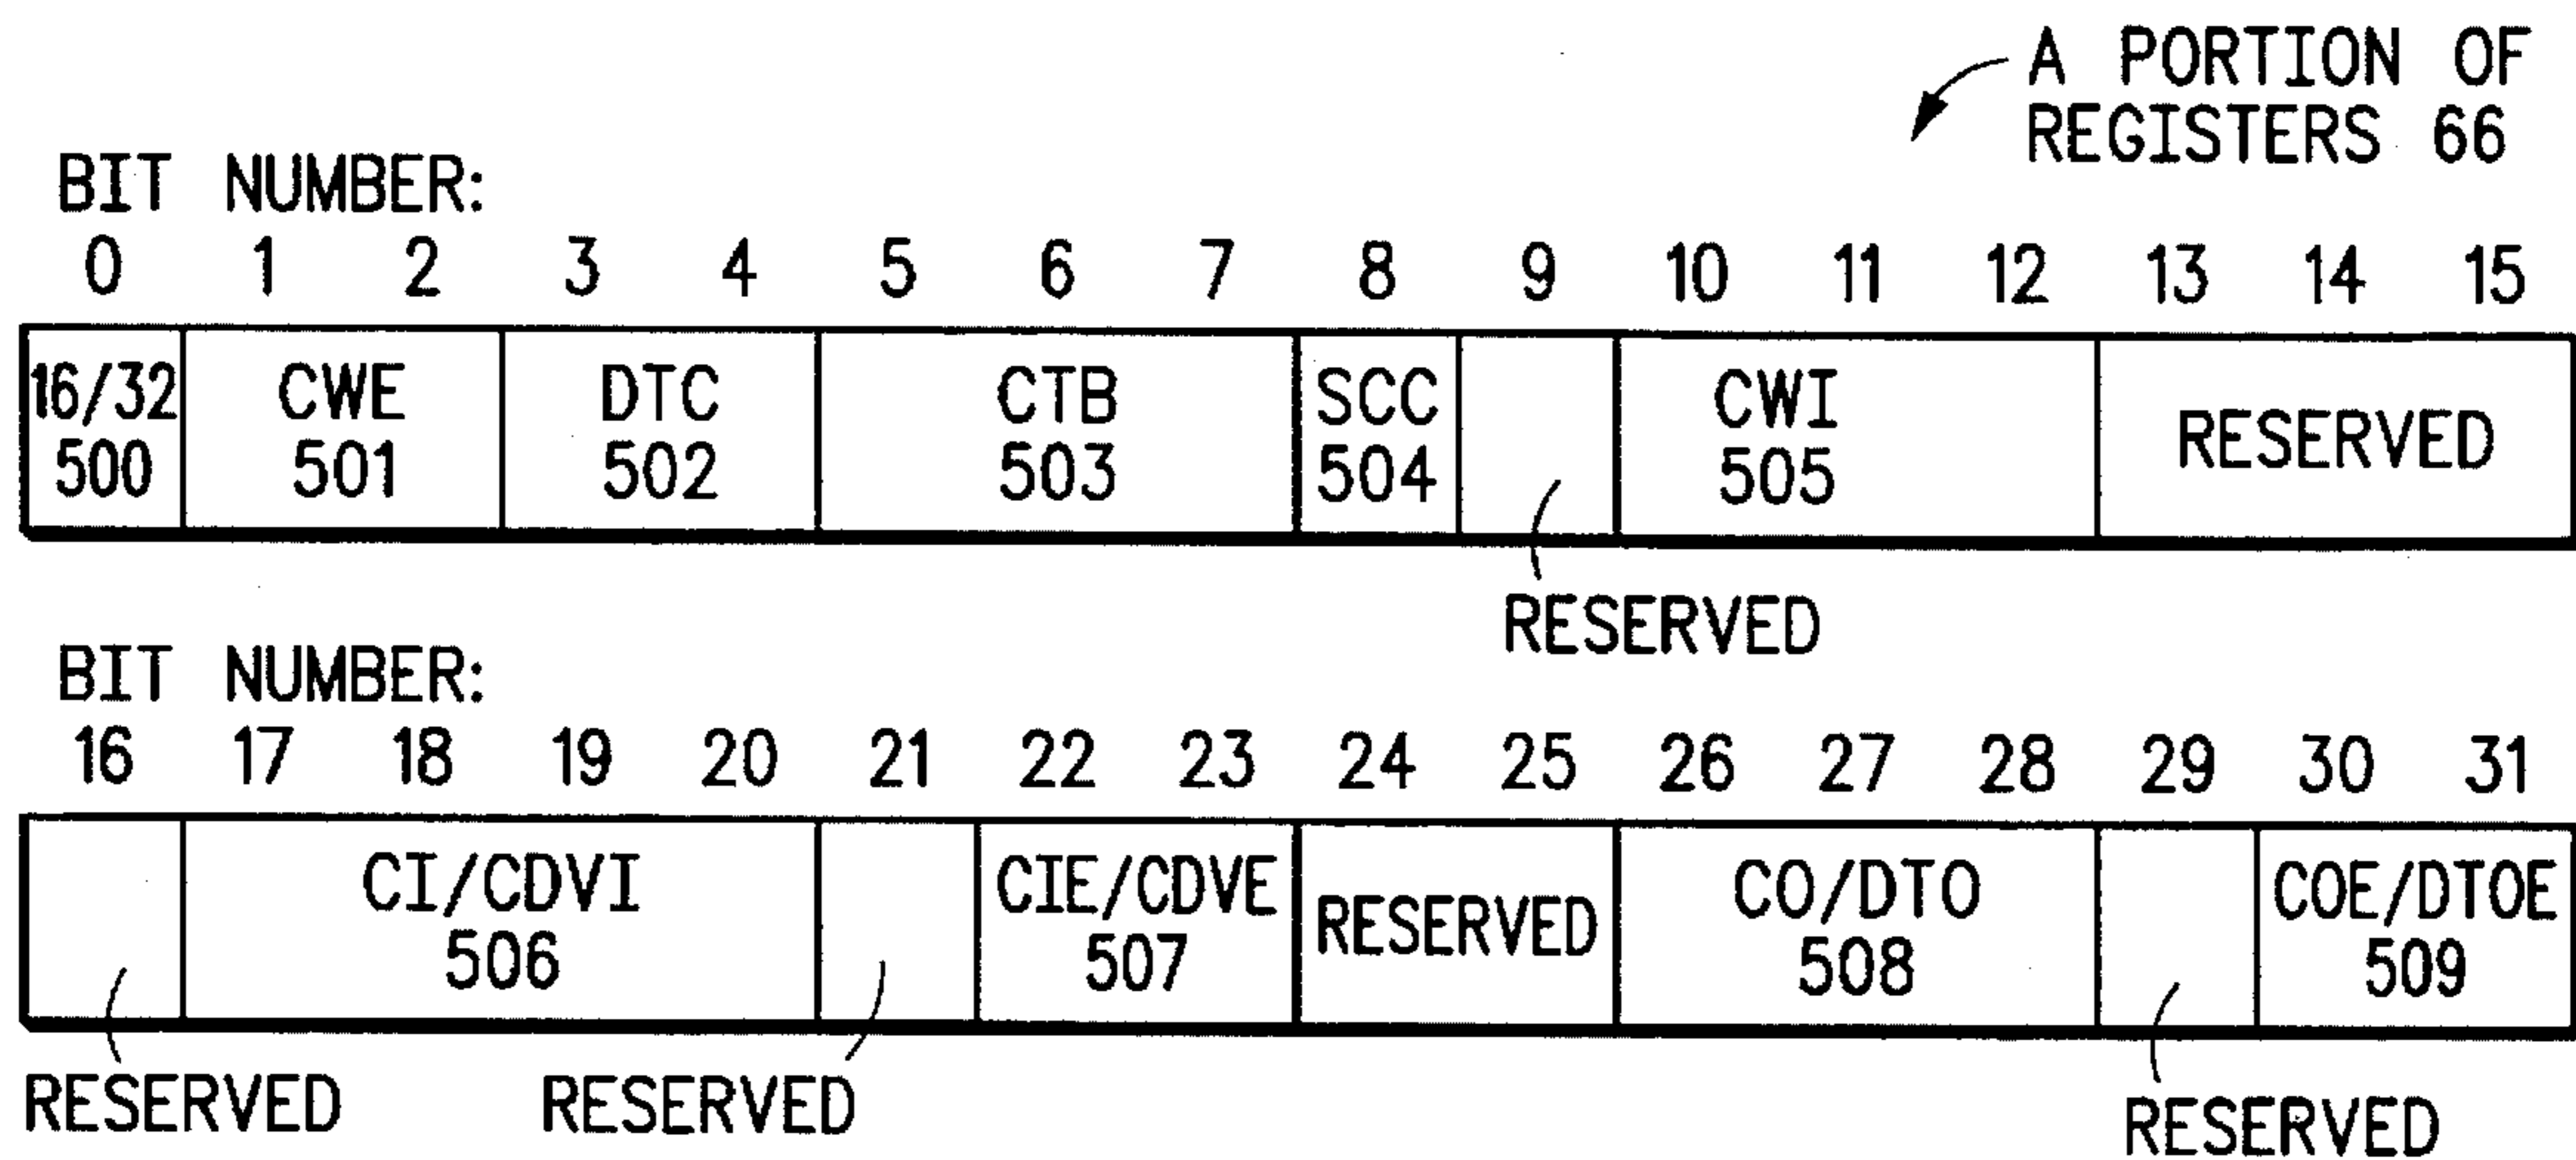 A PORTION OF
REGISTERS 66
BIT NUMBER:
0 1 2 3 4 5 6 7 8 9 10 11 12 13 14 15
16/32 CWE DTC CTB SCC CWI RESERVED
500 501 502 503 504 505
RESERVED
BIT NUMBER:
16 17 18 19 20 21 22 23 24 25 26 27 28 29 30 31
CI/CDVI CIE/CDVE RESERVED CO/DTO COE/DTOE
506 507 508 509
RESERVED RESERVED RESERVED